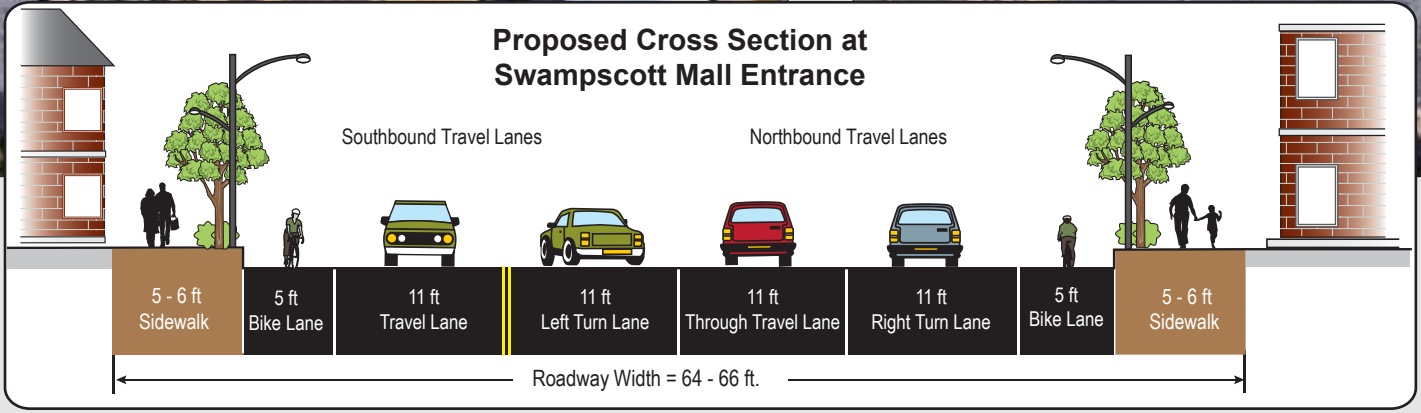 Proposed Cross Section at
Swampscott Mall Entrance
Southbound Travel Lanes
Northbound Travel Lanes
5 - 6 ft
Sidewalk
5 ft
Bike Lane
11 ft
Travel Lane
11 ft
Left Turn Lane
11 ft
Through Travel Lane
11 ft
Right Turn Lane
5 ft
Bike Lane
5 - 6 ft
Sidewalk
Roadway Width = 64 - 66 ft.